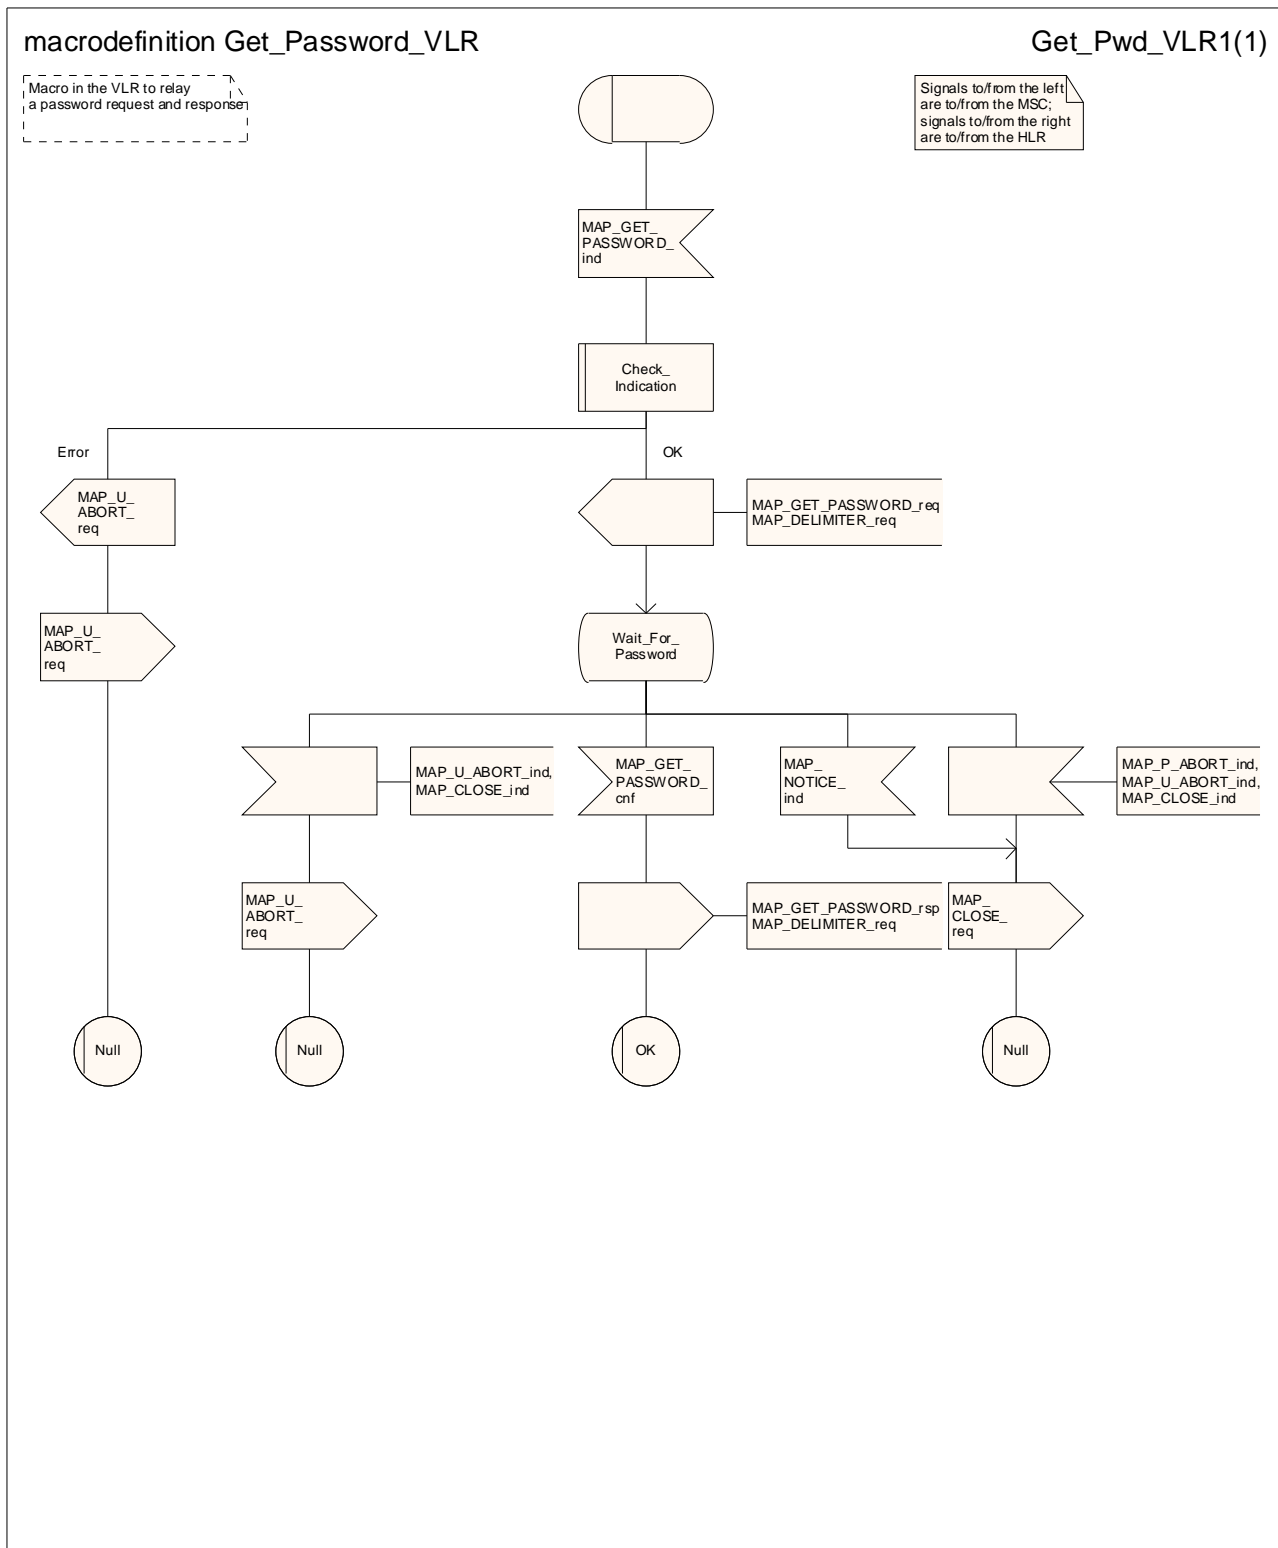 macrodefinition Get_Password_VLR
Get_Pwd_VLR1(1)
Macro in the VLR to relay
a password request and response
Signals to/from the left
are to/from the MSC;
signals to/from the right
are to/from the HLR
MAP_GET_
PASSWORD_
ind
Check_
Indication
Error
OK
MAP_U_
ABORT_
req
MAP_GET_PASSWORD_req
MAP_DELIMITER_req
MAP_U_
ABORT_
req
Wait_For_
Password
MAP_U_ABORT_ind,
MAP_CLOSE_ind
MAP_GET_
PASSWORD_
cnf
MAP_
NOTICE_
ind
MAP_P_ABORT_ind,
MAP_U_ABORT_ind,
MAP_CLOSE_ind
MAP_U_
ABORT_
req
MAP_GET_PASSWORD_rsp
MAP_DELIMITER_req
MAP_
CLOSE_
req
Null
Null
OK
Null